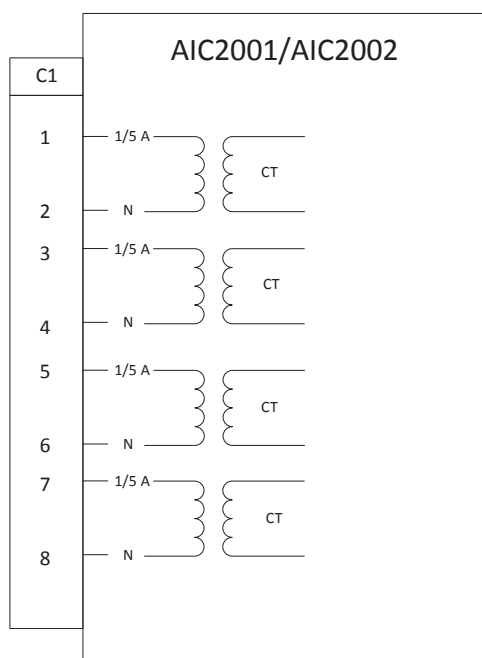 AIC2001/AIC2002
C1
1 1/5 A
CT
2 N
3 1/5 A
CT
4 N
5 1/5 A
CT
6 N
7 1/5 A
CT
8 N